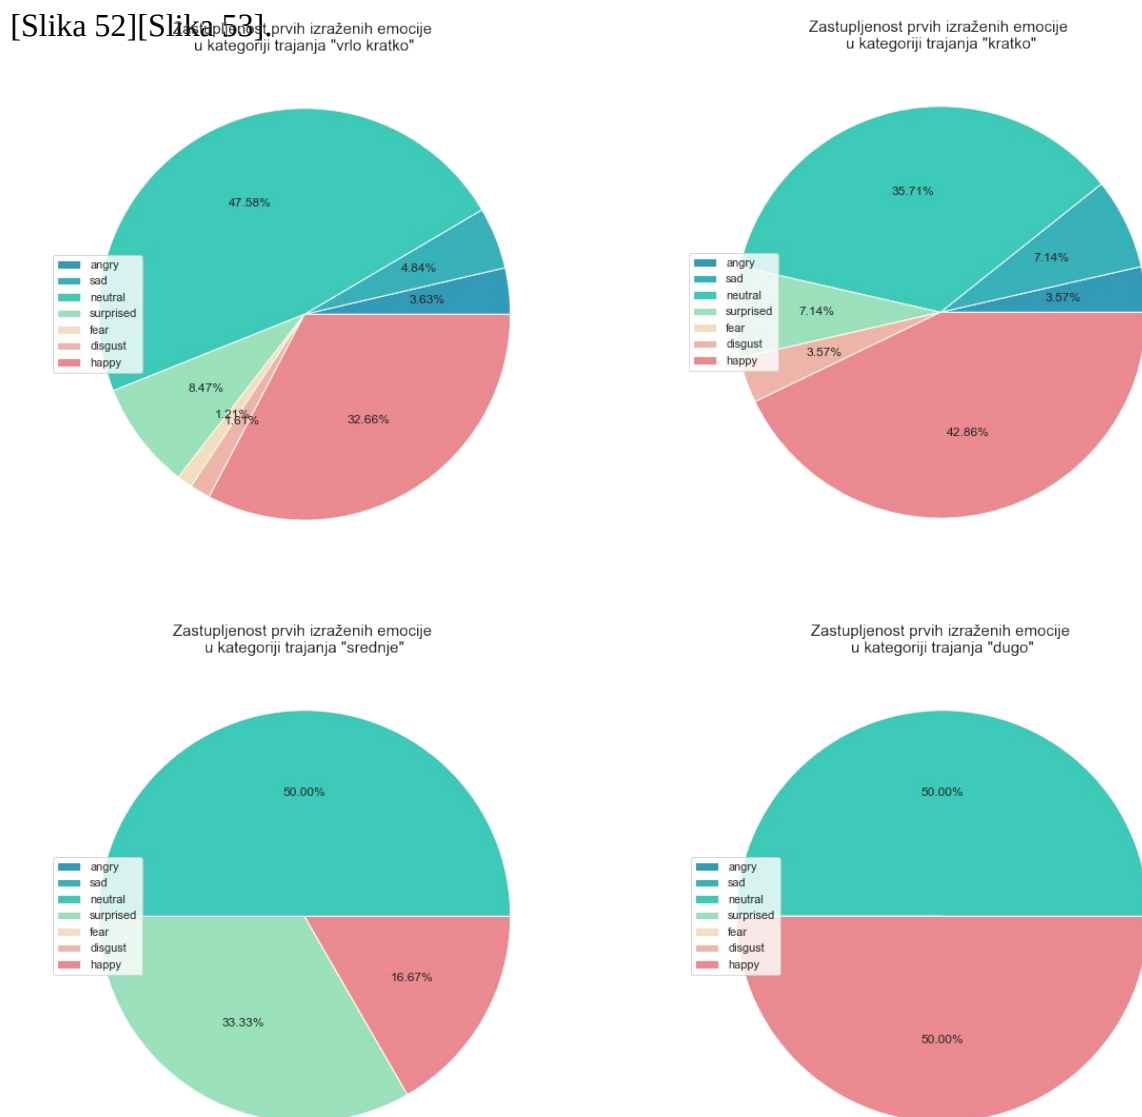 [Slika 52][Slika 53].
Zastupljenost prvih izraženih emocije
u kategoriji trajanja "vrlo kratko"
47.58%
4.84%
3.63%
angry
sad
neutral
surprised
fear
disgust
happy
8.47%
1.21%
1.61%
32.66%
Zastupljenost prvih izraženih emocije
u kategoriji trajanja "kratko"
35.71%
7.14%
3.57%
angry
sad
neutral
surprised
fear
disgust
happy
7.14%
3.57%
42.86%
Zastupljenost prvih izraženih emocije
u kategoriji trajanja "srednje"
50.00%
angry
sad
neutral
surprised
fear
disgust
happy
16.67%
33.33%
Zastupljenost prvih izraženih emocije
u kategoriji trajanja "dugo"
50.00%
angry
sad
neutral
surprised
fear
disgust
happy
50.00%